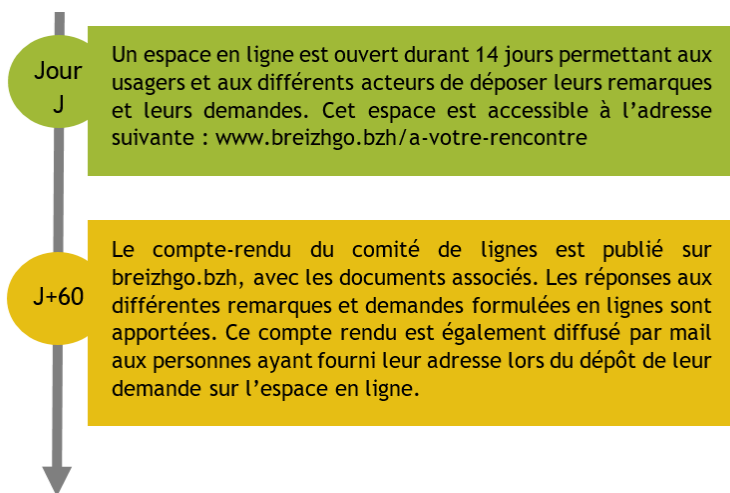 Jour
J
Un espace en ligne est ouvert durant 14 jours permettant aux
usagers et aux différents acteurs de déposer leurs remarques
et leurs demandes. Cet espace est accessible à l’adresse
suivante : www.breizhgo.bzh/a-votre-rencontre
J+60
Le compte-rendu du comité de lignes est publié sur
breizhgo.bzh, avec les documents associés. Les réponses aux
différentes remarques et demandes formulées en lignes sont
apportées. Ce compte rendu est également diffusé par mail
aux personnes ayant fourni leur adresse lors du dépôt de leur
demande sur l’espace en ligne.